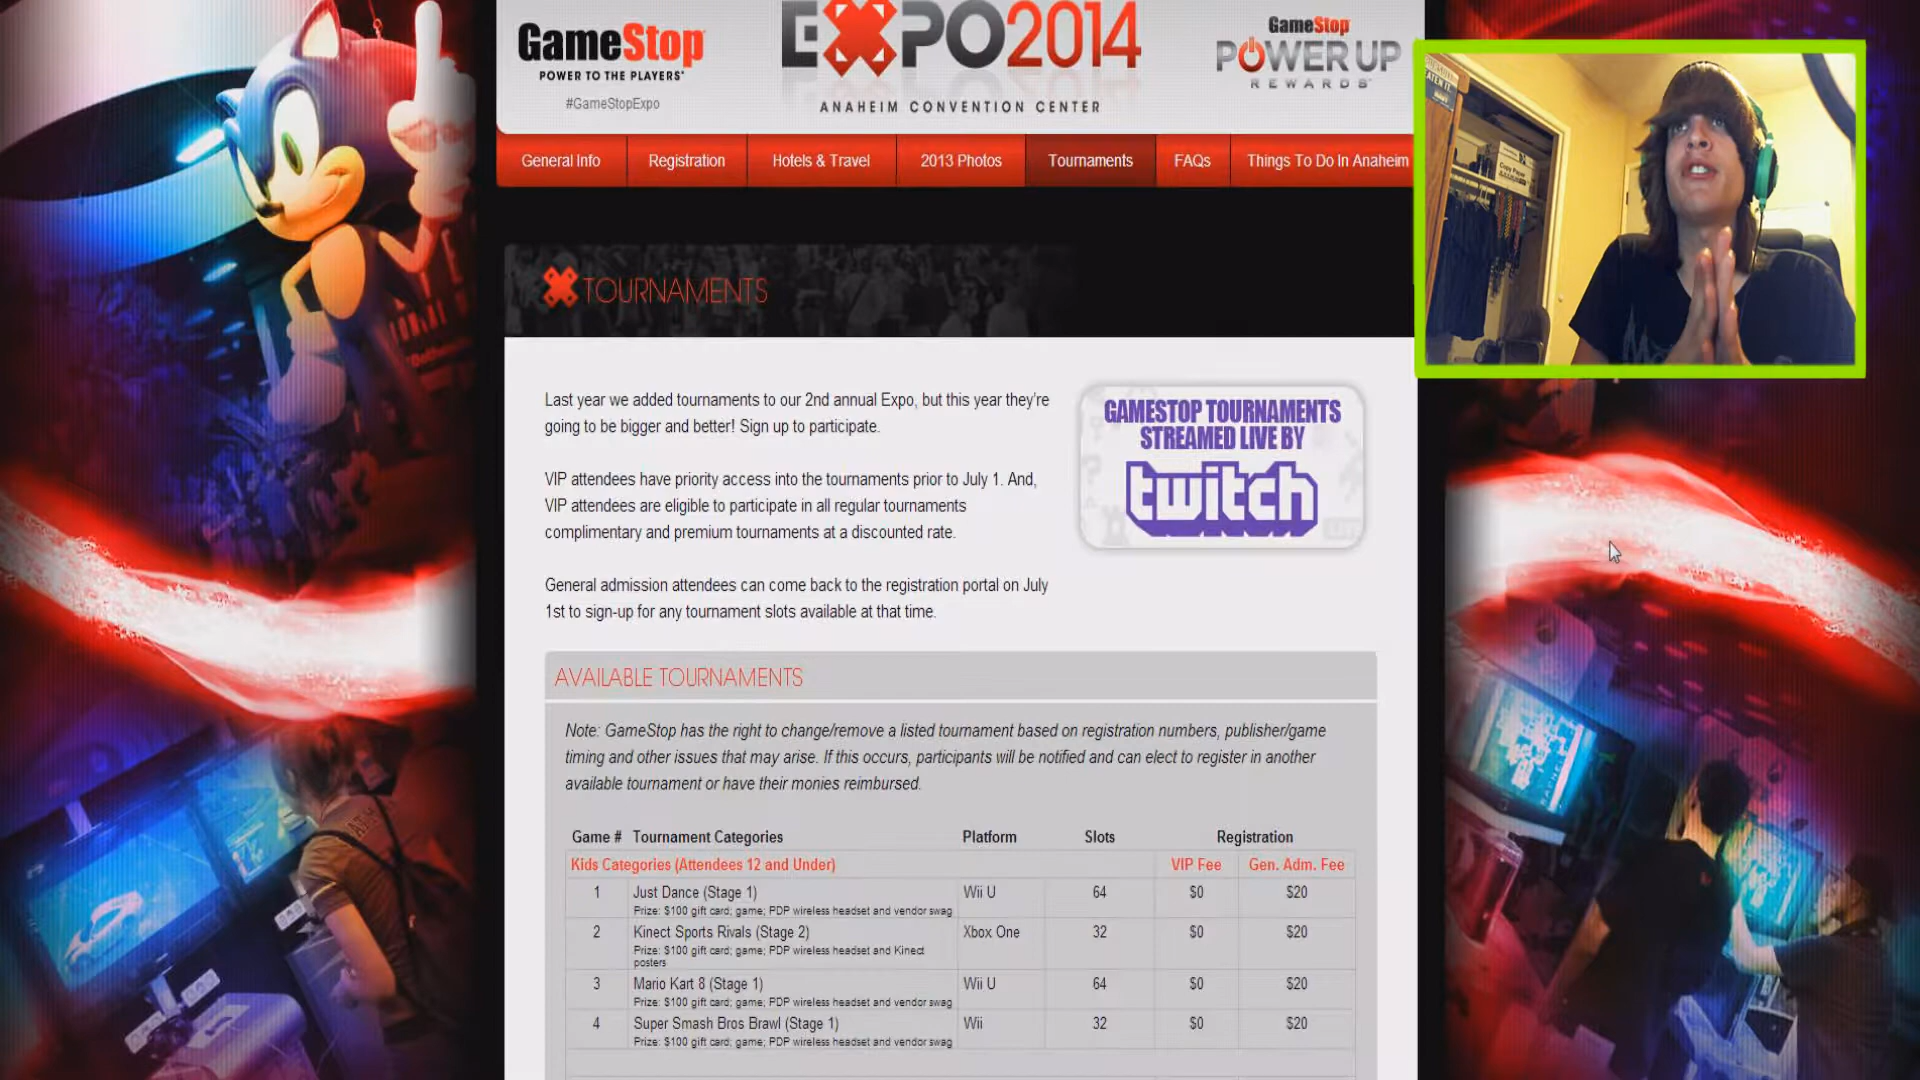 GameStop
POWER TO THE PLAYERS
#GameStopExpo
EXPO2014
ANAHEIM CONVENTION CENTER
GameStop
POWER UP
REWARDS
General Info
Registration
Hotels & Travel
2013 Photos
Tournaments
FAQs
Things To Do In Anaheim
TOURNAMENTS
Last year we added tournaments to our 2nd annual Expo, but this year they're
going to be bigger and better! Sign up to participate.
VIP attendees have priority access into the tournaments prior to July 1. And,
VIP attendees are eligible to participate in all regular tournaments
complimentary and premium tournaments at a discounted rate.
General admission attendees can come back to the registration portal on July
1st to sign-up for any tournament slots available at that time.
GAMESTOP TOURNAMENTS
STREAMED LIVE BY
twitch
AVAILABLE TOURNAMENTS
Note: GameStop has the right to change/remove a listed tournament based on registration numbers, publisher/game
timing and other issues that may arise. If this occurs, participants will be notified and can elect to register in another
available tournament or have their monies reimbursed.
Game # Tournament Categories Platform Slots Registration
Kids Categories (Attendees 12 and Under) VIP Fee Gen. Adm. Fee
1 Just Dance (Stage 1) Wii U 64 $0 $20
Prize: $100 gift card; game; PDP wireless headset and vendor swag
2 Kinect Sports Rivals (Stage 2) Xbox One 32 $0 $20
Prize: $100 gift card; game; PDP wireless headset and Kinect
posters
3 Mario Kart 8 (Stage 1) Wii U 64 $0 $20
Prize: $100 gift card; game; PDP wireless headset and vendor swag
4 Super Smash Bros Brawl (Stage 1) Wii 32 $0 $20
Prize: $100 gift card; game; PDP wireless headset and vendor swag